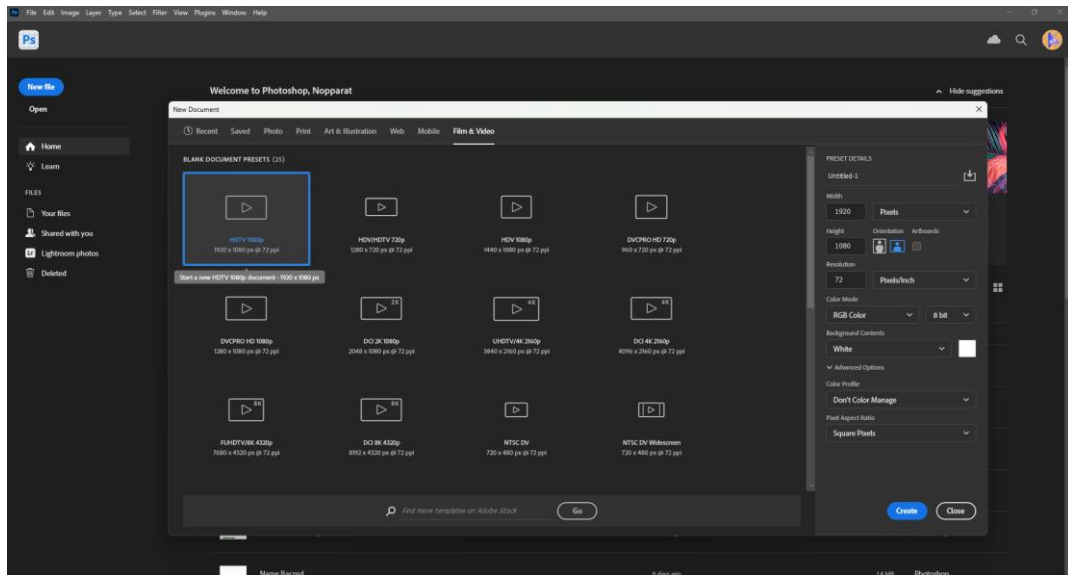 Ps File Edit Image Layer Type Select Filter View Plugins Window Help
Ps
New file
Open
Home
Learn
FILES
Your files
Shared with you
Lr Lightroom photos
Deleted
Welcome to Photoshop, Nopparat
Hide suggestions
New Document
Recent Saved Photo Print Art & Illustration Web Mobile Film & Video
BLANK DOCUMENT PRESETS (25)
HDTV 1080p
1920 x 1080 px @ 72 ppi
HDV/HDTV 720p
1280 x 720 px @ 72 ppi
HDV 1080p
1440 x 1080 px @ 72 ppi
DVCPRO HD 720p
960 x 720 px @ 72 ppi
Start a new HDTV 1080p document - 1920 x 1080 px
DVCPRO HD 1080p
1280 x 1080 px @ 72 ppi
2K
DCI 2K 1080p
2048 x 1080 px @ 72 ppi
4K
UHDTV/4K 2160p
3840 x 2160 px @ 72 ppi
4K
DCI 4K 2160p
4096 x 2160 px @ 72 ppi
8K
FUHDTV/8K 4320p
7680 x 4320 px @ 72 ppi
8K
DCI 8K 4320p
8192 x 4320 px @ 72 ppi
NTSC DV
720 x 480 px @ 72 ppi
NTSC DV Widescreen
720 x 480 px @ 72 ppi
Find more templates on Adobe Stock
Go
PRESET DETAILS
Untitled-1
Width
1920 Pixels
Height Orientation Artboards
1080
Resolution
72 Pixels/Inch
Color Mode
RGB Color 8 bit
Background Contents
White
Advanced Options
Color Profile
Don't Color Manage
Pixel Aspect Ratio
Square Pixels
Create Close
8 days ago
Photoshop